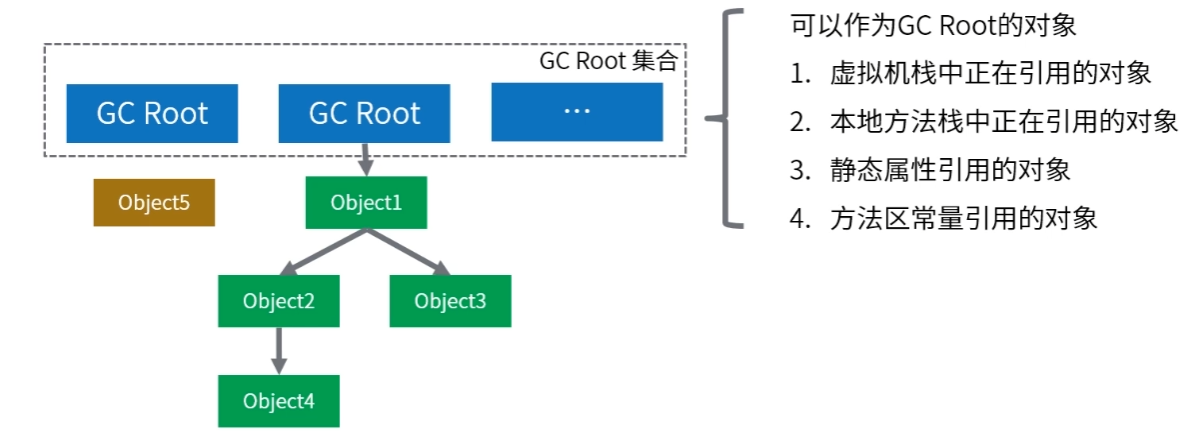 GC Root 集合
GC Root
GC Root
...
Object5
Object1
Object2
Object3
Object4
可以作为GC Root的对象
1. 虚拟机栈中正在引用的对象
2. 本地方法栈中正在引用的对象
3. 静态属性引用的对象
4. 方法区常量引用的对象